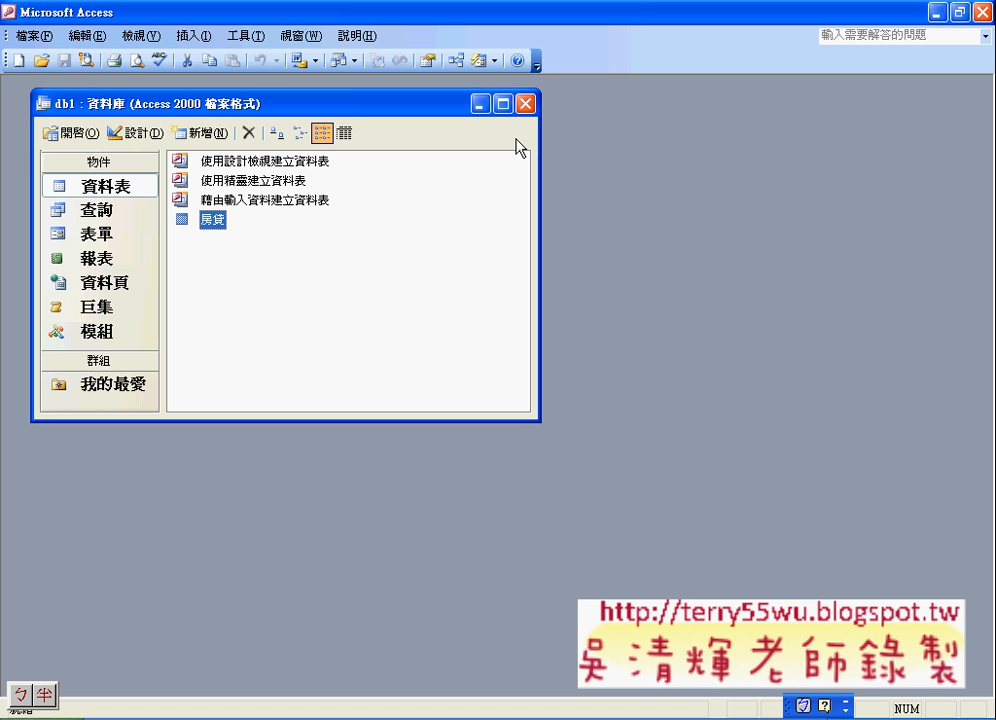 Microsoft Access
檔案(F) 編輯(E) 檢視(V) 插入(I) 工具(T) 視窗(W) 說明(H) 輸入需要解答的問題
db1 : 資料庫 (Access 2000 檔案格式)
開啓(O) 設計(D) 新增(N)
物件
資料表
查詢
表單
報表
資料頁
巨集
模組
群組
我的最愛
使用設計檢視建立資料表
使用精靈建立資料表
藉由輸入資料建立資料表
房貸
http://terry55wu.blogspot.tw
吳清輝老師錄製
ㄅ半
NUM